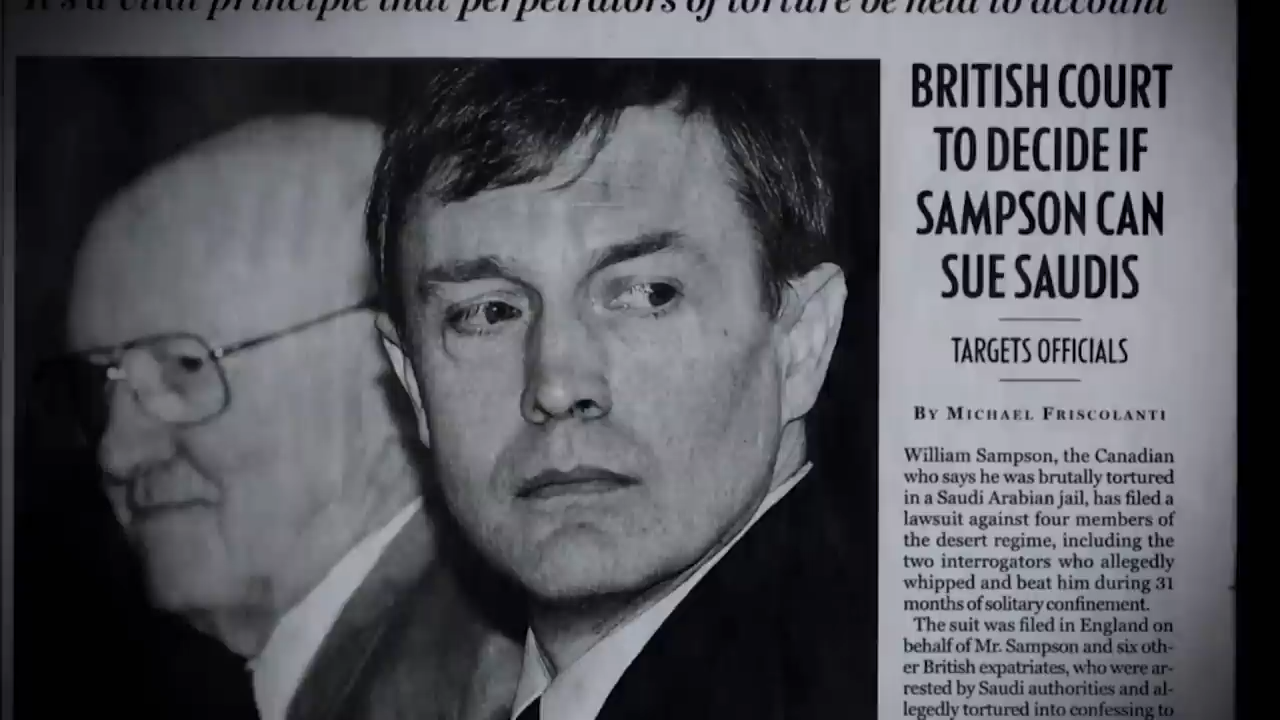 It's a vital principle that perpetrators of torture be held to account
BRITISH COURT
TO DECIDE IF
SAMPSON CAN
SUE SAUDIS
TARGETS OFFICIALS
BY MICHAEL FRISCOLANTI
William Sampson, the Canadian
who says he was brutally tortured
in a Saudi Arabian jail, has filed a
lawsuit against four members of
the desert regime, including the
two interrogators who allegedly
whipped and beat him during 31
months of solitary confinement.
The suit was filed in England on
behalf of Mr. Sampson and six oth-
er British expatriates, who were ar-
rested by Saudi authorities and al-
legedly tortured into confessing to